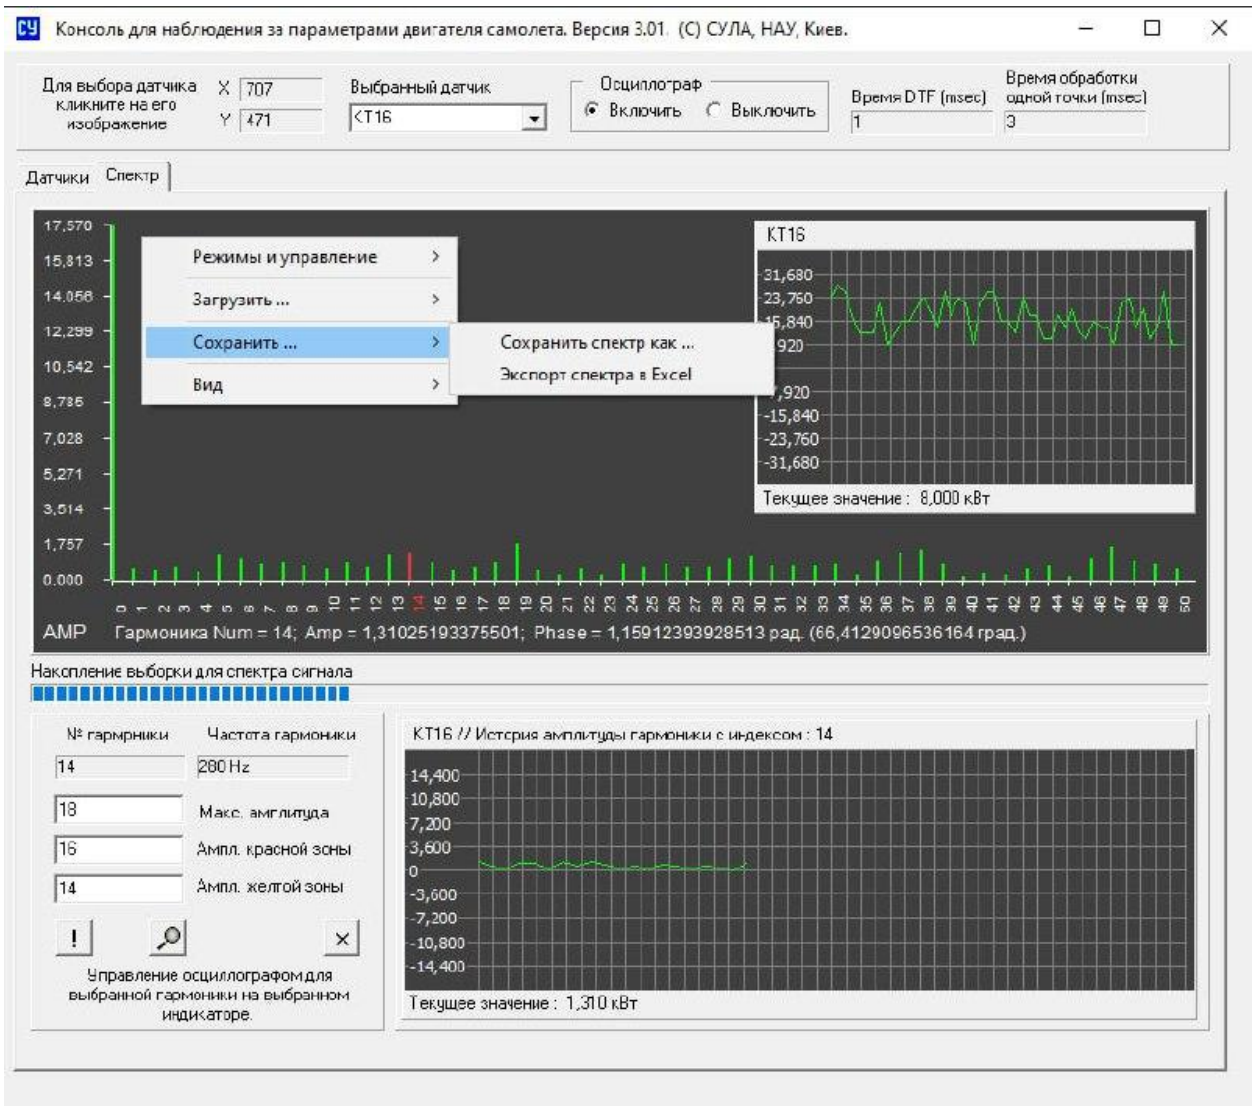 СУ Консоль для наблюдения за параметрами двигателя самолета. Версия 3.01. (C) СУЛА, НАУ, Киев.
Для выбора датчика
кликните на его
изображение
X 707
Y 471
Выбранный датчик
КТ16
Осциллограф
Включить Выключить
Время DTF (msec)
1
Время обработки
одной точки (msec)
3
Датчики Спектр
17,570
15,813
14,056
12,299
10,542
8,785
7,028
5,271
3,514
1,757
0,000
Режимы и управление
Загрузить ...
Сохранить ...
Вид
Сохранить спектр как ...
Экспорт спектра в Excel
КТ16
31,680
23,760
15,840
,920
7,920
-15,840
-23,760
-31,680
Текущее значение : 8,000 кВт
0 1 2 3 4 5 6 7 8 9 10 11 12 13 14 15 16 17 18 19 20 21 22 23 24 25 26 27 28 29 30 31 32 33 34 35 36 37 38 39 40 41 42 43 44 45 46 47 48 49 50
AMP Гармоника Num = 14; Amp = 1,31025193375501; Phase = 1,15912393928513 рад. (66,4129096536164 град.)
Накопление выборки для спектра сигнала
№ гармрники Частота гармоники
14 280 Hz
18 Макс. амплитуда
16 Ампл. красной зоны
14 Ампл. желтой зоны
!
Управление осциллографом для
выбранной гармоники на выбранном
индикаторе.
КТ16 // История амплитуды гармоники с индексом : 14
14,400
10,800
7,200
3,600
0
-3,600
-7,200
-10,800
-14,400
Текущее значение : 1,310 кВт